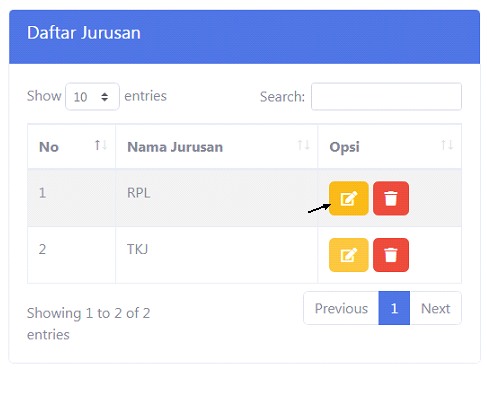 Daftar Jurusan
Show 10 entries Search:
No Nama Jurusan Opsi
1 RPL
2 TKJ
Showing 1 to 2 of 2
entries
Previous 1 Next